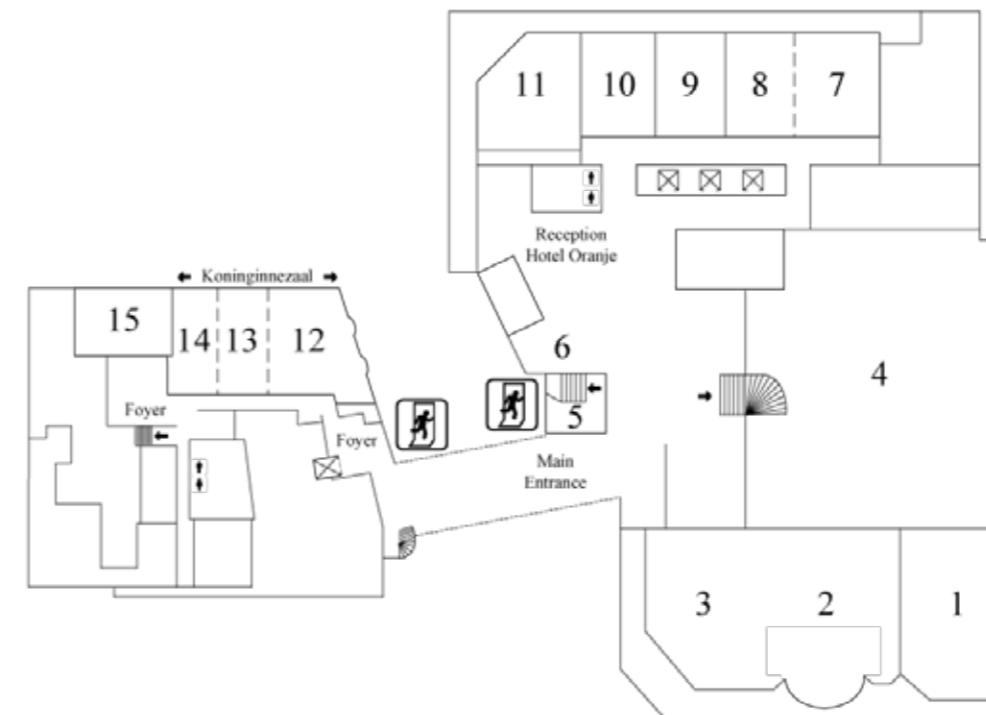 11
10
9
8
7
Reception
Hotel Oranje
Koninginnezaal
15
14
13
12
6
4
5
Foyer
Foyer
Main
Entrance
3
2
1